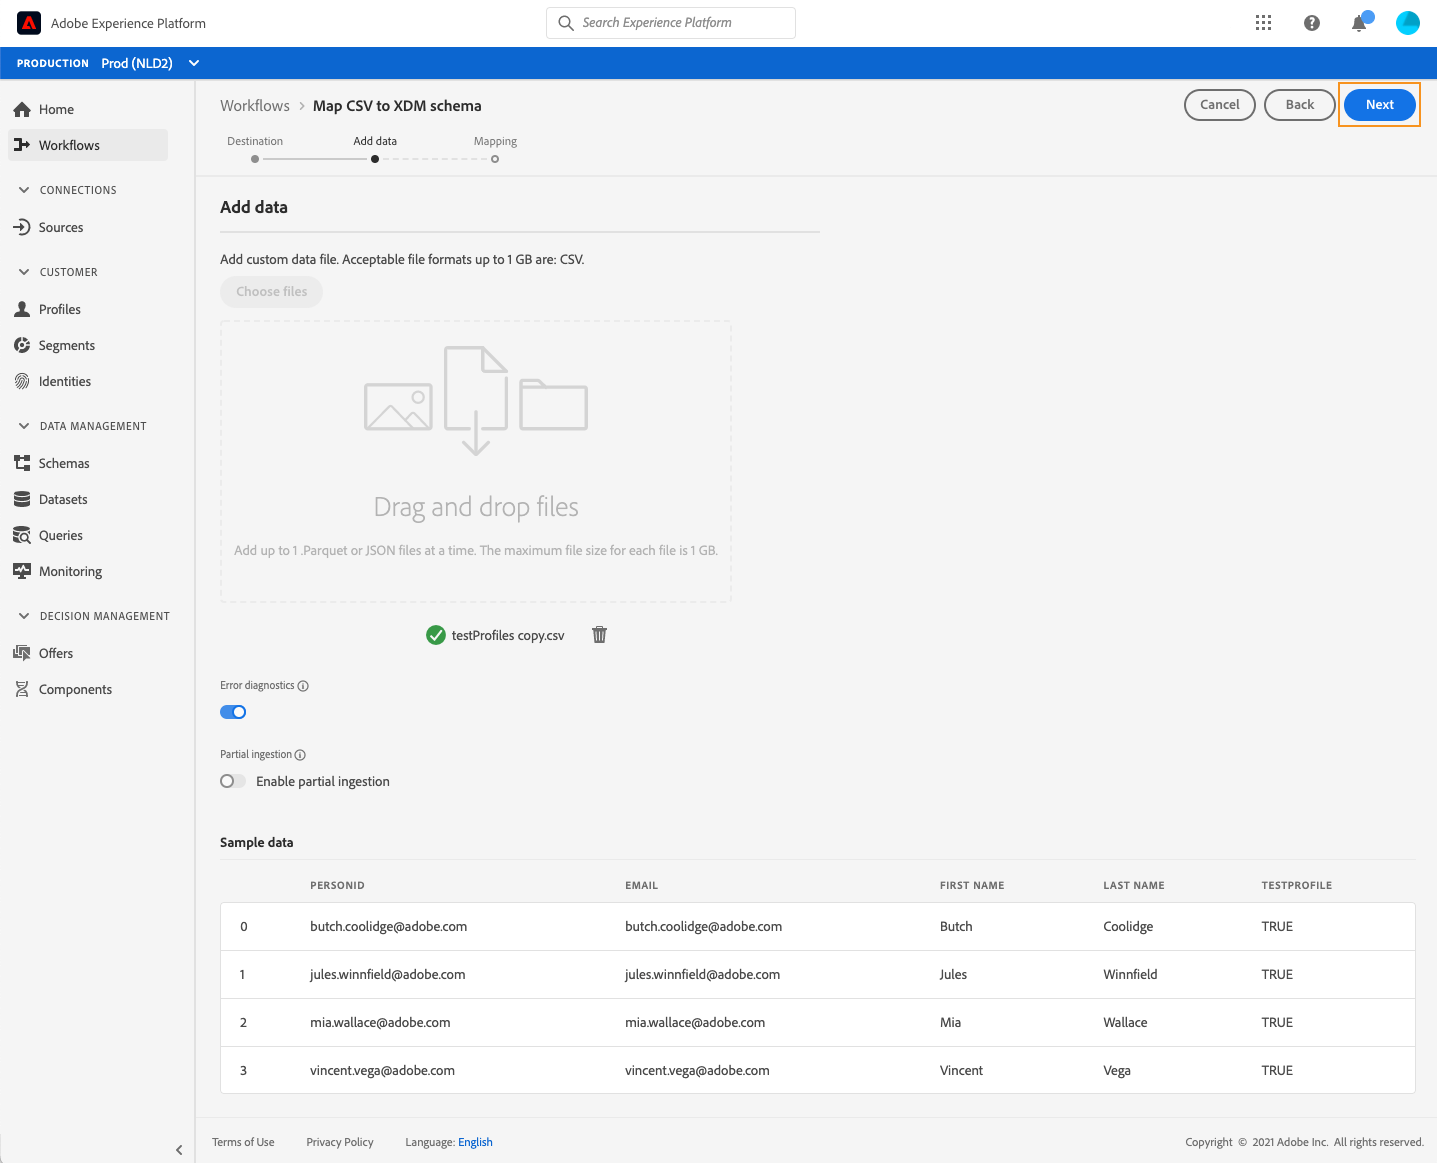 Adobe Experience Platform
Search Experience Platform
PRODUCTION Prod (NLD2)
Home
Workflows
CONNECTIONS
Sources
CUSTOMER
Profiles
Segments
Identities
DATA MANAGEMENT
Schemas
Datasets
Queries
Monitoring
DECISION MANAGEMENT
Offers
Components
Workflows > Map CSV to XDM schema
Cancel Back Next
Destination Add data Mapping
Add data
Add custom data file. Acceptable file formats up to 1 GB are: CSV.
Choose files
Drag and drop files
Add up to 1 .Parquet or JSON files at a time. The maximum file size for each file is 1 GB.
testProfiles copy.csv
Error diagnostics
Partial ingestion
Enable partial ingestion
Sample data
PERSONID EMAIL FIRST NAME LAST NAME TESTPROFILE
0 butch.coolidge@adobe.com butch.coolidge@adobe.com Butch Coolidge TRUE
1 jules.winnfield@adobe.com jules.winnfield@adobe.com Jules Winnfield TRUE
2 mia.wallace@adobe.com mia.wallace@adobe.com Mia Wallace TRUE
3 vincent.vega@adobe.com vincent.vega@adobe.com Vincent Vega TRUE
Terms of Use Privacy Policy Language: English Copyright © 2021 Adobe Inc. All rights reserved.